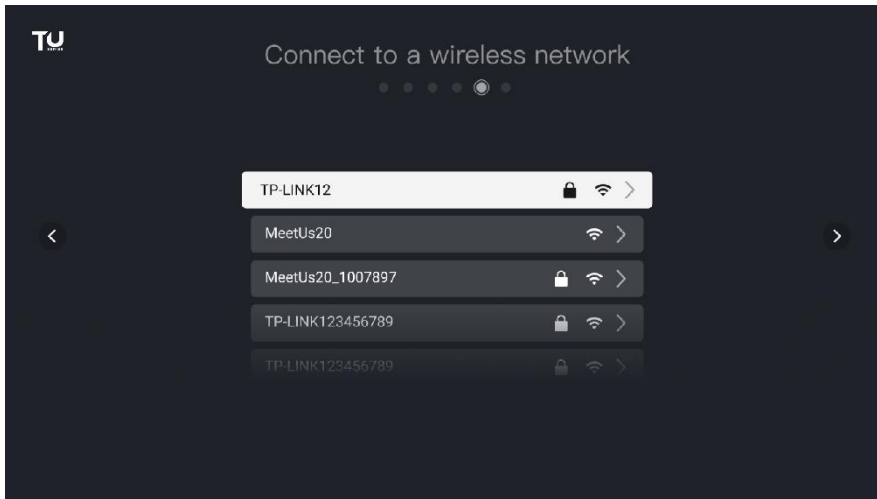 TU
Connect to a wireless network
TP-LINK12
MeetUs20
MeetUs20_1007897
TP-LINK123456789
TP-LINK123456789